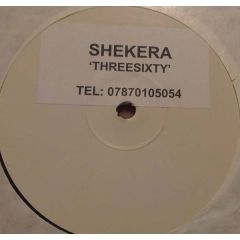 SHEKERA
'THREESIXTY'
TEL: 07870105054